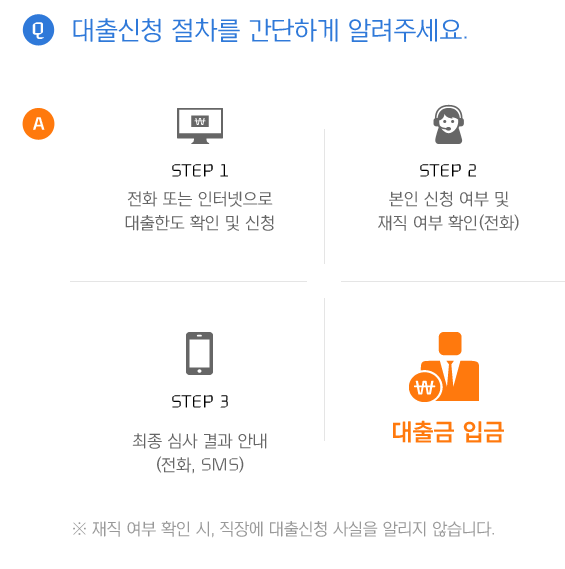 Q 대출신청 절차를 간단하게 알려주세요.
A
₩
STEP 1
전화 또는 인터넷으로
대출한도 확인 및 신청
STEP 2
본인 신청 여부 및
재직 여부 확인(전화)
STEP 3
최종 심사 결과 안내
(전화, SMS)
₩
대출금 입금
※ 재직 여부 확인 시, 직장에 대출신청 사실을 알리지 않습니다.